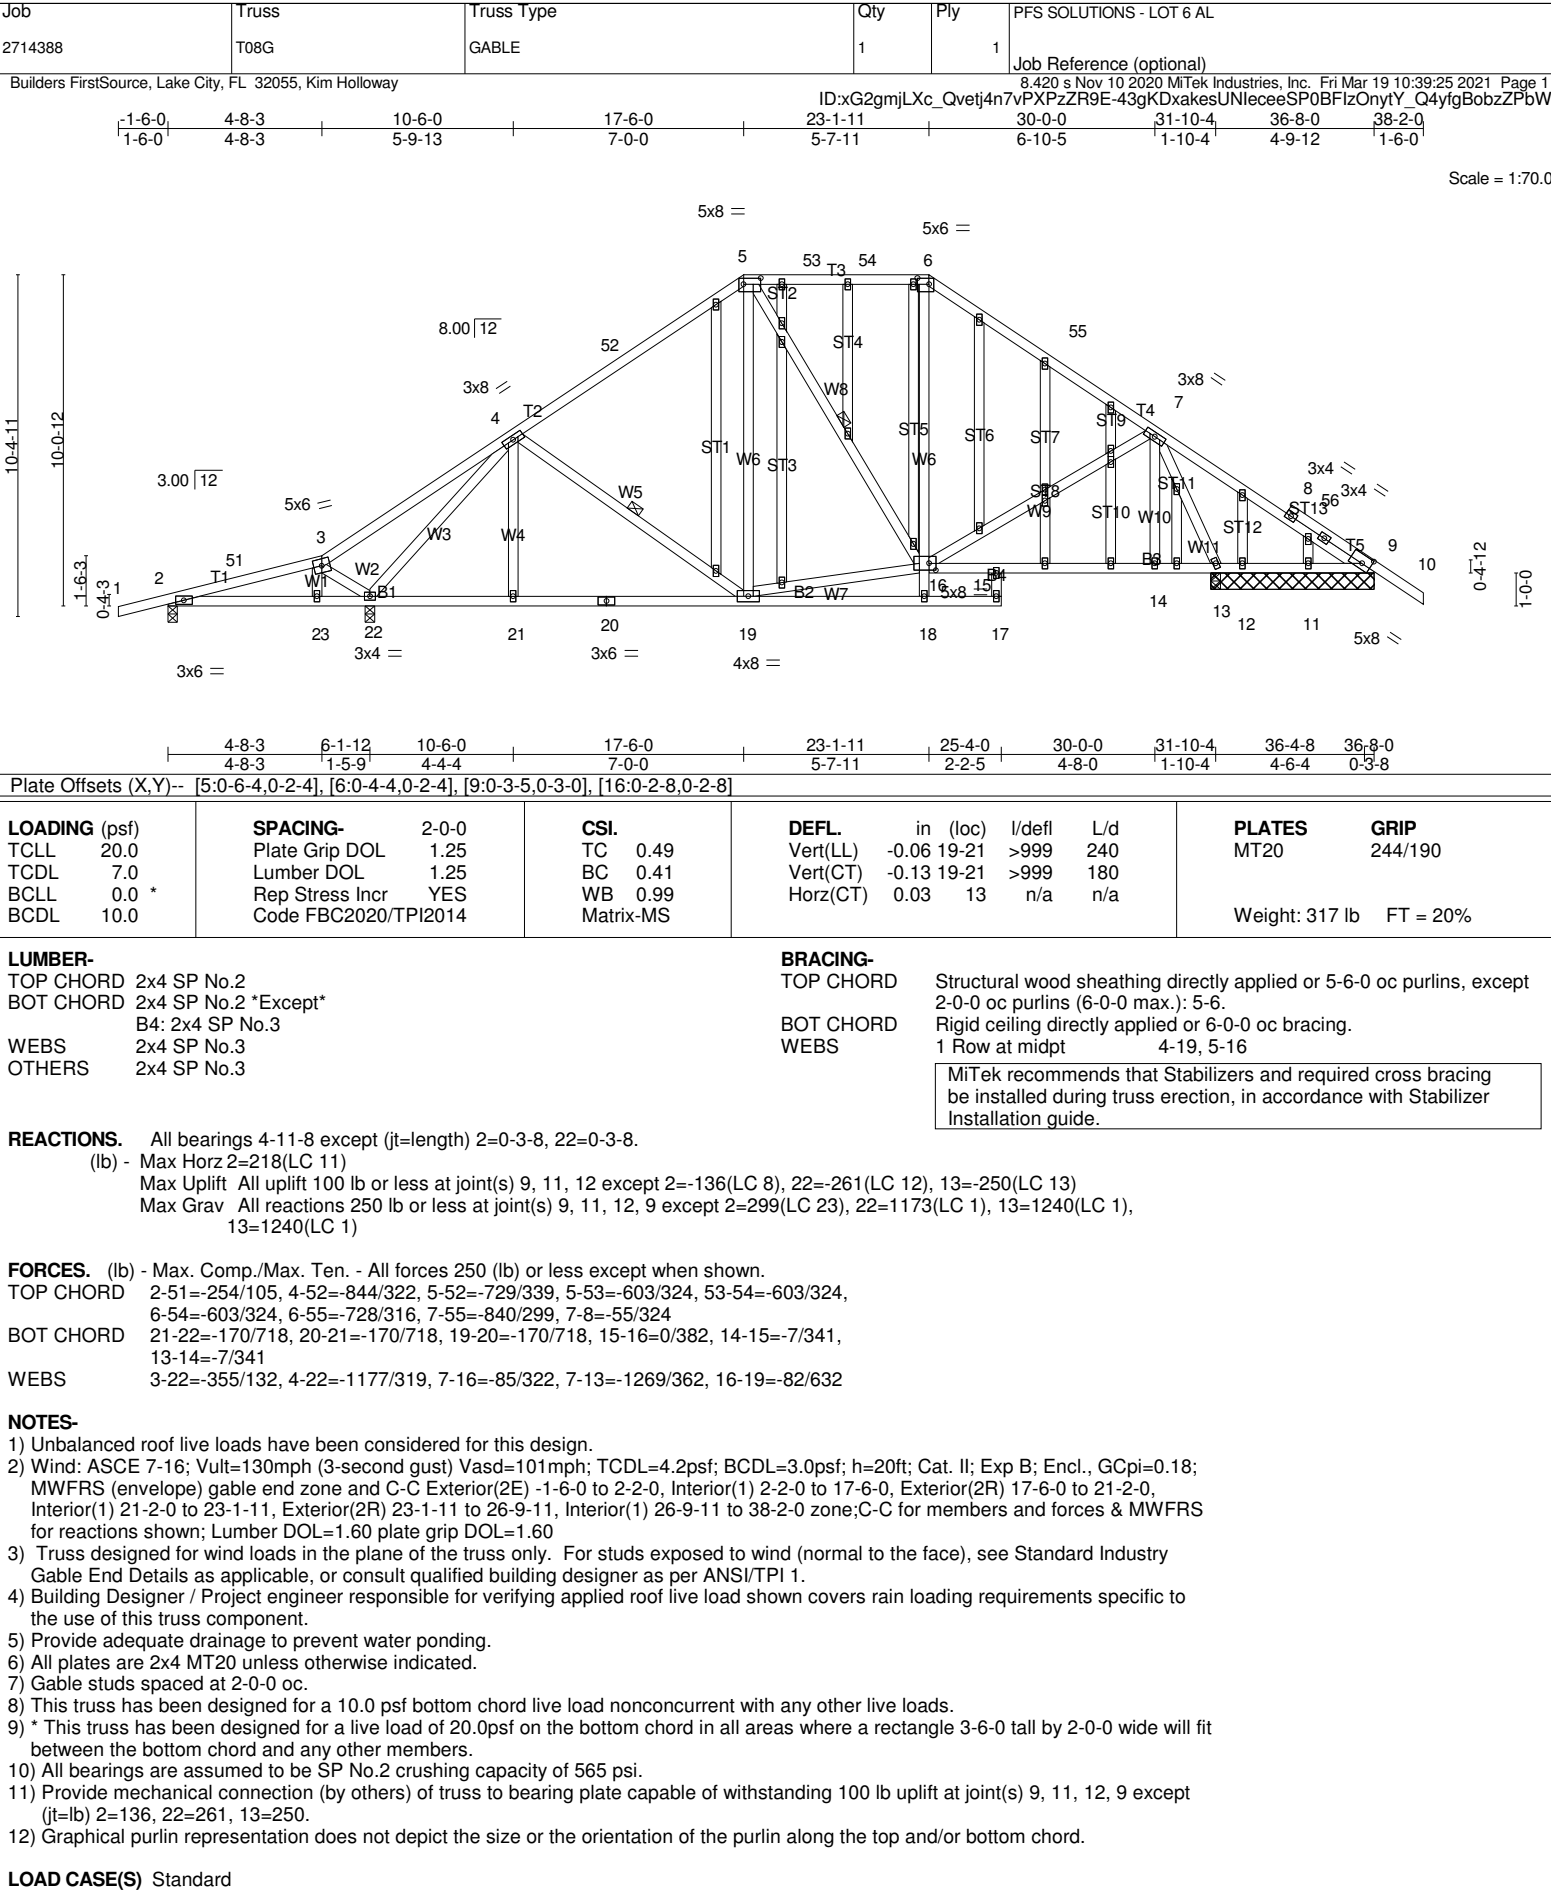 Job Truss Truss Type Qty Ply PFS SOLUTIONS - LOT 6 AL
2714388 T08G GABLE 1 1
Job Reference (optional)
Builders FirstSource, Lake City, FL 32055, Kim Holloway 8.420 s Nov 10 2020 MiTek Industries, Inc. Fri Mar 19 10:39:25 2021 Page 1
ID:xG2gmjLXc_Qvetj4n7vPXPzZR9E-43gKDxakesUNIeceeSP0BFIzOnytY_Q4yfgBobzZPbW
-1-6-0 4-8-3 10-6-0 17-6-0 23-1-11 30-0-0 31-10-4 36-8-0 38-2-0
1-6-0 4-8-3 5-9-13 7-0-0 5-7-11 6-10-5 1-10-4 4-9-12 1-6-0
Scale = 1:70.0
5x8 =
5x6 =
5 53 T3 54 6
ST2
8.00 12
52 ST4 55
3x8
3x8
W8
4 T2 ST9 T4 7
10-4-11
10-0-12
ST1 W6 ST3 ST5 W6 ST6 ST7
3.00 12
3x4
5x6
W5 ST8 ST11 8 3x4
56
ST13
3 W3 W4 W9 ST10 W10 ST12
51 W2 W11 T5 9
2 T1 W1 B3 10
1 B1 B2 W7 16 5x8 = 15 B4
1-6-3
0-4-3
0-4-12
1-0-0
14 13 12 11
23 22 21 20 19 18 17
5x8
3x6 = 3x4 = 3x6 = 4x8 =
4-8-3 6-1-12 10-6-0 17-6-0 23-1-11 25-4-0 30-0-0 31-10-4 36-4-8 36-8-0
4-8-3 1-5-9 4-4-4 7-0-0 5-7-11 2-2-5 4-8-0 1-10-4 4-6-4 0-3-8
Plate Offsets (X,Y)-- [5:0-6-4,0-2-4], [6:0-4-4,0-2-4], [9:0-3-5,0-3-0], [16:0-2-8,0-2-8]
LOADING (psf) SPACING- 2-0-0 CSI. DEFL. in (loc) l/defl L/d PLATES GRIP
TCLL 20.0 Plate Grip DOL 1.25 TC 0.49 Vert(LL) -0.06 19-21 >999 240 MT20 244/190
TCDL 7.0 Lumber DOL 1.25 BC 0.41 Vert(CT) -0.13 19-21 >999 180
BCLL 0.0 * Rep Stress Incr YES WB 0.99 Horz(CT) 0.03 13 n/a n/a
BCDL 10.0 Code FBC2020/TPI2014 Matrix-MS Weight: 317 lb FT = 20%
LUMBER-
TOP CHORD 2x4 SP No.2
BOT CHORD 2x4 SP No.2 *Except*
B4: 2x4 SP No.3
WEBS 2x4 SP No.3
OTHERS 2x4 SP No.3
BRACING-
TOP CHORD Structural wood sheathing directly applied or 5-6-0 oc purlins, except
2-0-0 oc purlins (6-0-0 max.): 5-6.
BOT CHORD Rigid ceiling directly applied or 6-0-0 oc bracing.
WEBS 1 Row at midpt 4-19, 5-16
MiTek recommends that Stabilizers and required cross bracing
be installed during truss erection, in accordance with Stabilizer
Installation guide.
REACTIONS. All bearings 4-11-8 except (jt=length) 2=0-3-8, 22=0-3-8.
(lb) - Max Horz 2=218(LC 11)
Max Uplift All uplift 100 lb or less at joint(s) 9, 11, 12 except 2=-136(LC 8), 22=-261(LC 12), 13=-250(LC 13)
Max Grav All reactions 250 lb or less at joint(s) 9, 11, 12, 9 except 2=299(LC 23), 22=1173(LC 1), 13=1240(LC 1),
13=1240(LC 1)
FORCES. (lb) - Max. Comp./Max. Ten. - All forces 250 (lb) or less except when shown.
TOP CHORD 2-51=-254/105, 4-52=-844/322, 5-52=-729/339, 5-53=-603/324, 53-54=-603/324,
6-54=-603/324, 6-55=-728/316, 7-55=-840/299, 7-8=-55/324
BOT CHORD 21-22=-170/718, 20-21=-170/718, 19-20=-170/718, 15-16=0/382, 14-15=-7/341,
13-14=-7/341
WEBS 3-22=-355/132, 4-22=-1177/319, 7-16=-85/322, 7-13=-1269/362, 16-19=-82/632
NOTES-
1) Unbalanced roof live loads have been considered for this design.
2) Wind: ASCE 7-16; Vult=130mph (3-second gust) Vasd=101mph; TCDL=4.2psf; BCDL=3.0psf; h=20ft; Cat. II; Exp B; Encl., GCpi=0.18;
MWFRS (envelope) gable end zone and C-C Exterior(2E) -1-6-0 to 2-2-0, Interior(1) 2-2-0 to 17-6-0, Exterior(2R) 17-6-0 to 21-2-0,
Interior(1) 21-2-0 to 23-1-11, Exterior(2R) 23-1-11 to 26-9-11, Interior(1) 26-9-11 to 38-2-0 zone;C-C for members and forces & MWFRS
for reactions shown; Lumber DOL=1.60 plate grip DOL=1.60
3) Truss designed for wind loads in the plane of the truss only. For studs exposed to wind (normal to the face), see Standard Industry
Gable End Details as applicable, or consult qualified building designer as per ANSI/TPI 1.
4) Building Designer / Project engineer responsible for verifying applied roof live load shown covers rain loading requirements specific to
the use of this truss component.
5) Provide adequate drainage to prevent water ponding.
6) All plates are 2x4 MT20 unless otherwise indicated.
7) Gable studs spaced at 2-0-0 oc.
8) This truss has been designed for a 10.0 psf bottom chord live load nonconcurrent with any other live loads.
9) * This truss has been designed for a live load of 20.0psf on the bottom chord in all areas where a rectangle 3-6-0 tall by 2-0-0 wide will fit
between the bottom chord and any other members.
10) All bearings are assumed to be SP No.2 crushing capacity of 565 psi.
11) Provide mechanical connection (by others) of truss to bearing plate capable of withstanding 100 lb uplift at joint(s) 9, 11, 12, 9 except
(jt=lb) 2=136, 22=261, 13=250.
12) Graphical purlin representation does not depict the size or the orientation of the purlin along the top and/or bottom chord.
LOAD CASE(S) Standard